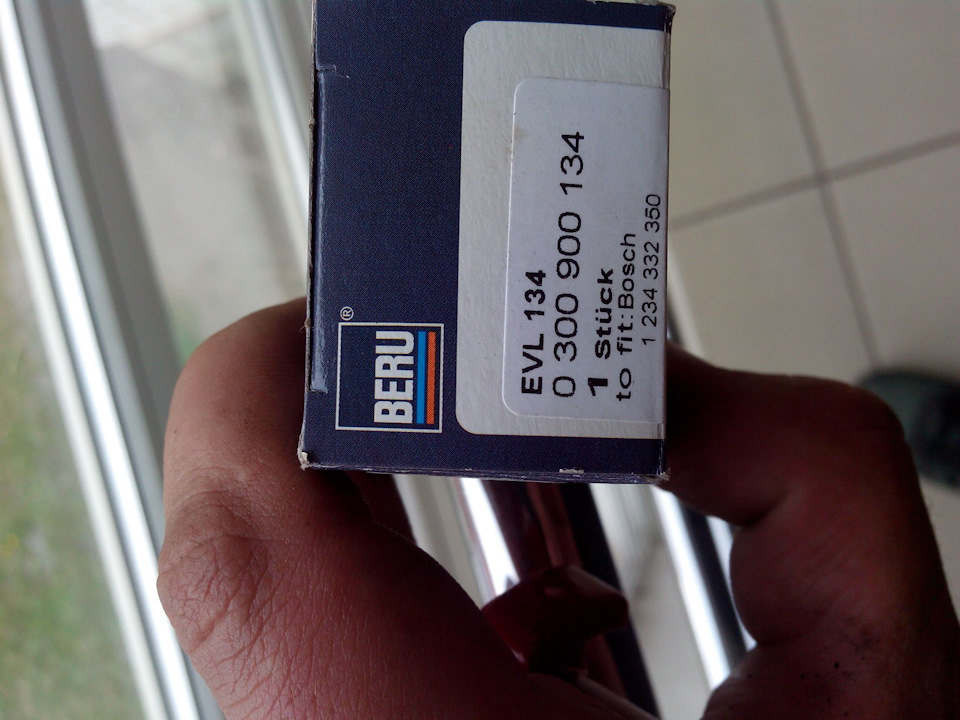 BERU®
EVL 134
0 300 900 134
1 Stück
to fit: Bosch
1 234 332 350